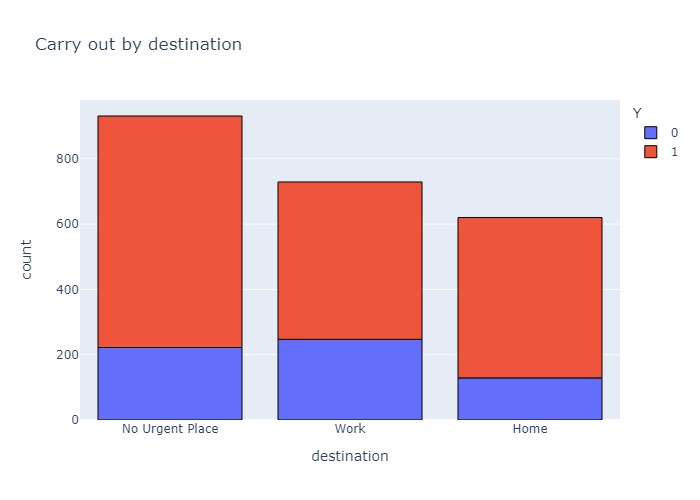 Carry out by destination
Y
0
1
800
600
400
200
0
count
No Urgent Place
Work
Home
destination